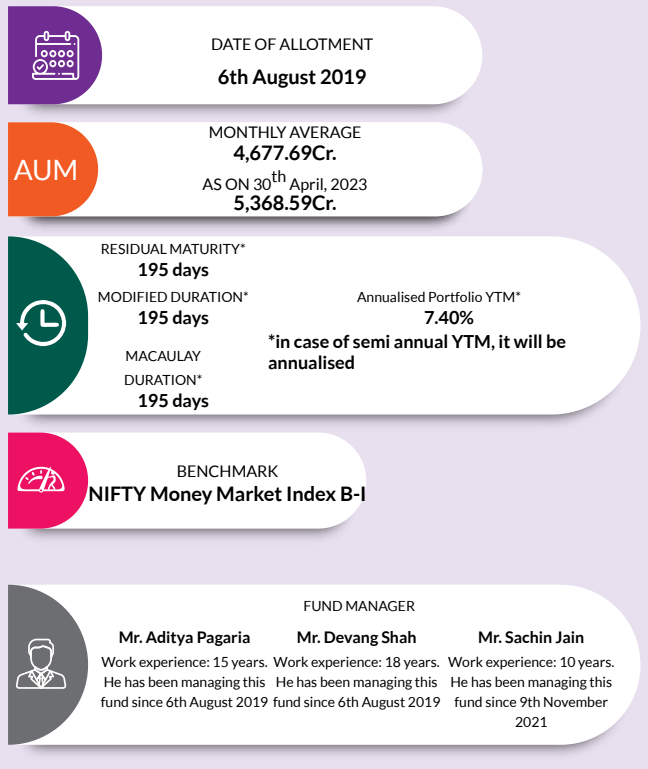 DATE OF ALLOTMENT
6th August 2019
AUM
MONTHLY AVERAGE
4,677.69Cr.
AS ON 30th April, 2023
5,368.59Cr.
RESIDUAL MATURITY*
195 days
MODIFIED DURATION*
195 days
MACAULAY
DURATION*
195 days
Annualised Portfolio YTM*
7.40%
*in case of semi annual YTM, it will be
annualised
BENCHMARK
NIFTY Money Market Index B-I
FUND MANAGER
Mr. Aditya Pagaria
Work experience: 15 years.
He has been managing this
fund since 6th August 2019
Mr. Devang Shah
Work experience: 18 years.
He has been managing this
fund since 6th August 2019
Mr. Sachin Jain
Work experience: 10 years.
He has been managing this
fund since 9th November
2021